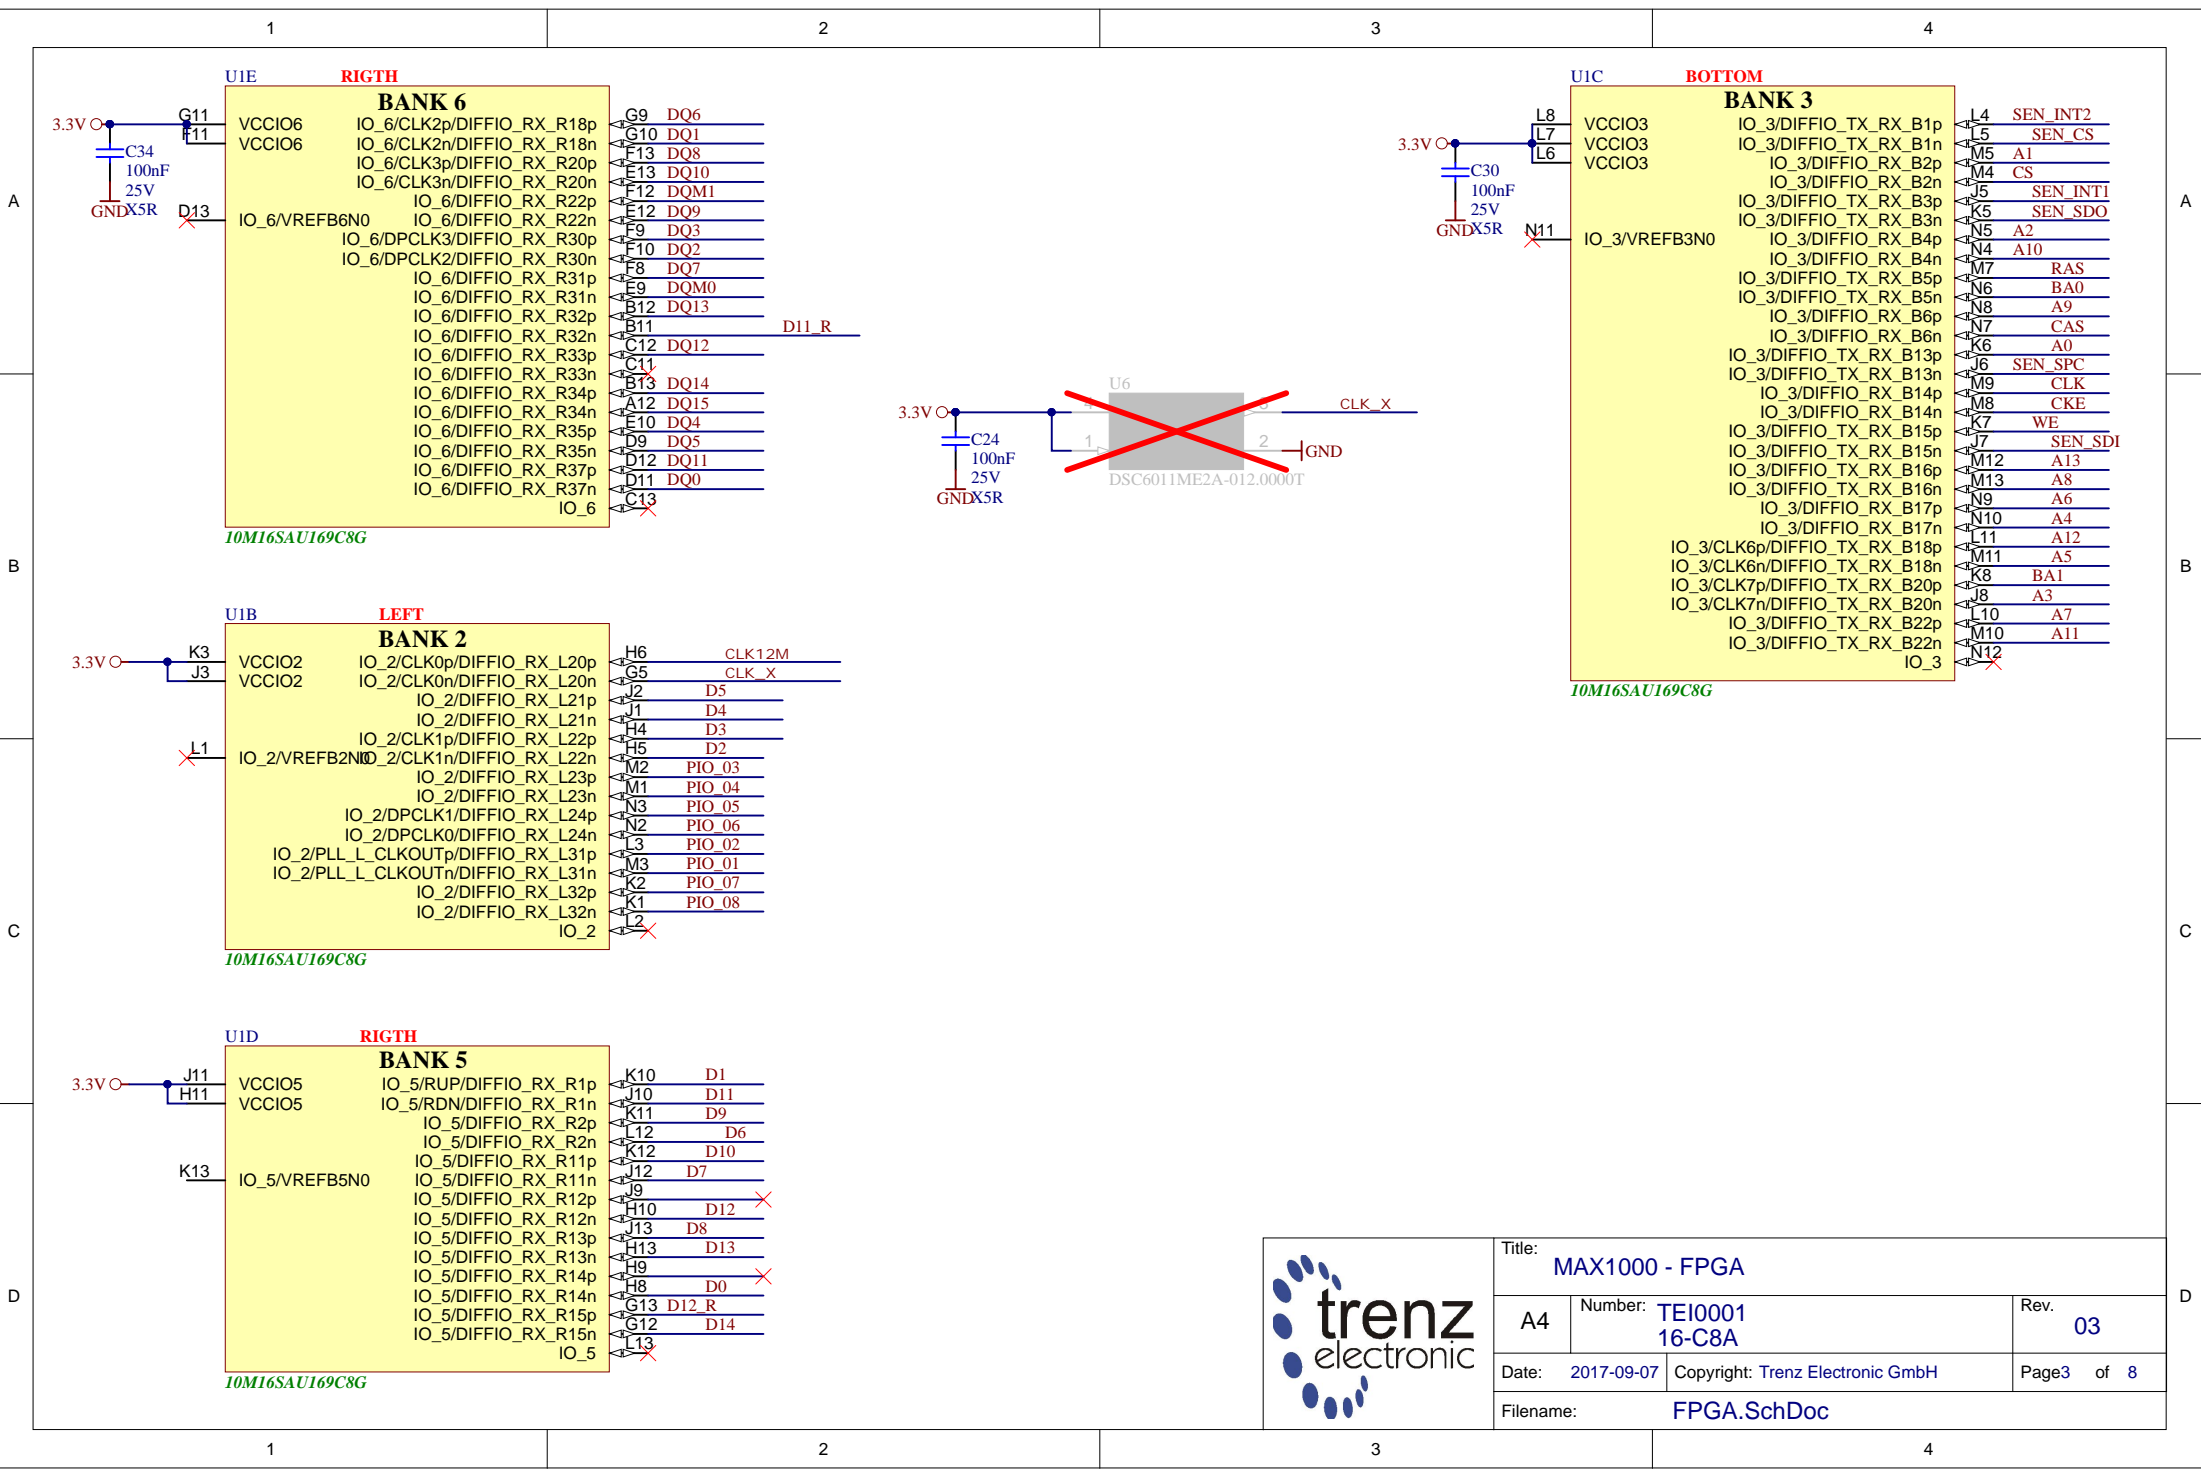 1 2 3 4
A
B
C
D
U1E RIGTH
BANK 6
3.3V
C34
100nF
25V
X5R
GND
G11 VCCIO6
F11 VCCIO6
D13 IO_6/VREFB6N0
IO_6/CLK2p/DIFFIO_RX_R18p G9 DQ6
IO_6/CLK2n/DIFFIO_RX_R18n G10 DQ1
IO_6/CLK3p/DIFFIO_RX_R20p F13 DQ8
IO_6/CLK3n/DIFFIO_RX_R20n E13 DQ10
IO_6/DIFFIO_RX_R22p F12 DQM1
IO_6/DIFFIO_RX_R22n E12 DQ9
IO_6/DPCLK3/DIFFIO_RX_R30p F9 DQ3
IO_6/DPCLK2/DIFFIO_RX_R30n F10 DQ2
IO_6/DIFFIO_RX_R31p F8 DQ7
IO_6/DIFFIO_RX_R31n E9 DQM0
IO_6/DIFFIO_RX_R32p B12 DQ13
IO_6/DIFFIO_RX_R32n B11 D11_R
IO_6/DIFFIO_RX_R33p C12 DQ12
IO_6/DIFFIO_RX_R33n C11
IO_6/DIFFIO_RX_R34p B13 DQ14
IO_6/DIFFIO_RX_R34n A12 DQ15
IO_6/DIFFIO_RX_R35p E10 DQ4
IO_6/DIFFIO_RX_R35n D9 DQ5
IO_6/DIFFIO_RX_R37p D12 DQ11
IO_6/DIFFIO_RX_R37n D11 DQ0
IO_6 C13
10M16SAU169C8G
U1B LEFT
BANK 2
3.3V
K3 VCCIO2
J3 VCCIO2
L1 IO_2/VREFB2N0
IO_2/CLK0p/DIFFIO_RX_L20p H6 CLK12M
IO_2/CLK0n/DIFFIO_RX_L20n G5 CLK_X
IO_2/DIFFIO_RX_L21p J2 D5
IO_2/DIFFIO_RX_L21n J1 D4
IO_2/CLK1p/DIFFIO_RX_L22p H4 D3
IO_2/CLK1n/DIFFIO_RX_L22n H5 D2
IO_2/DIFFIO_RX_L23p M2 PIO_03
IO_2/DIFFIO_RX_L23n M1 PIO_04
IO_2/DPCLK1/DIFFIO_RX_L24p N3 PIO_05
IO_2/DPCLK0/DIFFIO_RX_L24n N2 PIO_06
IO_2/PLL_L_CLKOUTp/DIFFIO_RX_L31p L3 PIO_02
IO_2/PLL_L_CLKOUTn/DIFFIO_RX_L31n M3 PIO_01
IO_2/DIFFIO_RX_L32p K2 PIO_07
IO_2/DIFFIO_RX_L32n K1 PIO_08
IO_2 L2
10M16SAU169C8G
U1D RIGTH
BANK 5
3.3V
J11 VCCIO5
H11 VCCIO5
K13 IO_5/VREFB5N0
IO_5/RUP/DIFFIO_RX_R1p K10 D1
IO_5/RDN/DIFFIO_RX_R1n J10 D11
IO_5/DIFFIO_RX_R2p K11 D9
IO_5/DIFFIO_RX_R2n L12 D6
IO_5/DIFFIO_RX_R11p K12 D10
IO_5/DIFFIO_RX_R11n J12 D7
IO_5/DIFFIO_RX_R12p J9
IO_5/DIFFIO_RX_R12n H10 D12
IO_5/DIFFIO_RX_R13p J13 D8
IO_5/DIFFIO_RX_R13n H13 D13
IO_5/DIFFIO_RX_R14p H9
IO_5/DIFFIO_RX_R14n H8 D0
IO_5/DIFFIO_RX_R15p G13 D12_R
IO_5/DIFFIO_RX_R15n G12 D14
IO_5 L13
10M16SAU169C8G
U6
3.3V
C24
100nF
25V
X5R
GND
1
2 GND
CLK_X
DSC6011ME2A-012.0000T
U1C BOTTOM
BANK 3
3.3V
C30
100nF
25V
X5R
GND
L8 VCCIO3
L7 VCCIO3
L6 VCCIO3
N11 IO_3/VREFB3N0
IO_3/DIFFIO_TX_RX_B1p L4 SEN_INT2
IO_3/DIFFIO_TX_RX_B1n L5 SEN_CS
IO_3/DIFFIO_RX_B2p M5 A1
IO_3/DIFFIO_RX_B2n M4 CS
IO_3/DIFFIO_TX_RX_B3p J5 SEN_INT1
IO_3/DIFFIO_TX_RX_B3n K5 SEN_SDO
IO_3/DIFFIO_RX_B4p N5 A2
IO_3/DIFFIO_RX_B4n N4 A10
IO_3/DIFFIO_TX_RX_B5p M7 RAS
IO_3/DIFFIO_TX_RX_B5n N6 BA0
IO_3/DIFFIO_RX_B6p N8 A9
IO_3/DIFFIO_RX_B6n N7 CAS
IO_3/DIFFIO_TX_RX_B13p K6 A0
IO_3/DIFFIO_TX_RX_B13n J6 SEN_SPC
IO_3/DIFFIO_RX_B14p M9 CLK
IO_3/DIFFIO_RX_B14n M8 CKE
IO_3/DIFFIO_TX_RX_B15p K7 WE
IO_3/DIFFIO_TX_RX_B15n J7 SEN_SDI
IO_3/DIFFIO_RX_B16p M12 A13
IO_3/DIFFIO_RX_B16n M13 A8
IO_3/DIFFIO_RX_B17p N9 A6
IO_3/DIFFIO_RX_B17n N10 A4
IO_3/CLK6p/DIFFIO_TX_RX_B18p L11 A12
IO_3/CLK6n/DIFFIO_TX_RX_B18n M11 A5
IO_3/CLK7p/DIFFIO_TX_RX_B20p K8 BA1
IO_3/CLK7n/DIFFIO_TX_RX_B20n J8 A3
IO_3/DIFFIO_TX_RX_B22p L10 A7
IO_3/DIFFIO_TX_RX_B22n M10 A11
IO_3 N12
10M16SAU169C8G
A
B
C
D
trenz
electronic
Title:
MAX1000 - FPGA
A4
Number: TEI0001
16-C8A
Rev.
03
Date: 2017-09-07 Copyright: Trenz Electronic GmbH Page3 of 8
Filename: FPGA.SchDoc
1 2 3 4